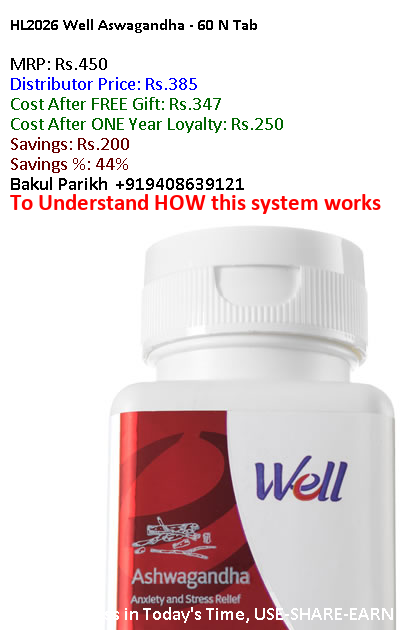 HL2026 Well Aswagandha - 60 N Tab
MRP: Rs.450
Distributor Price: Rs.385
Cost After FREE Gift: Rs.347
Cost After ONE Year Loyalty: Rs.250
Savings: Rs.200
Savings %: 44%
Bakul Parikh +919408639121
To Understand HOW this system works
Well
Ashwagandha
Anxiety and Stress Relief
in Today's Time, USE-SHARE-EARN